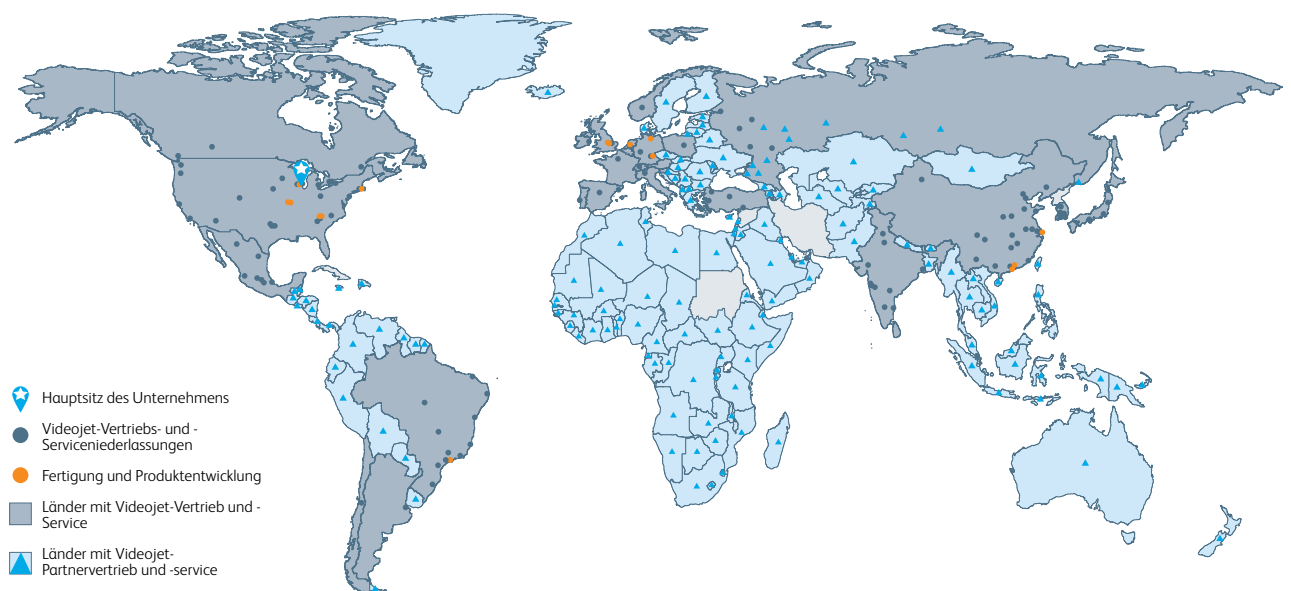 Hauptsitz des Unternehmens
Videojet-Vertriebs- und -
Serviceniederlassungen
Fertigung und Produktentwicklung
Länder mit Videojet-Vertrieb und -
Service
Länder mit Videojet-
Partnervertrieb und -service